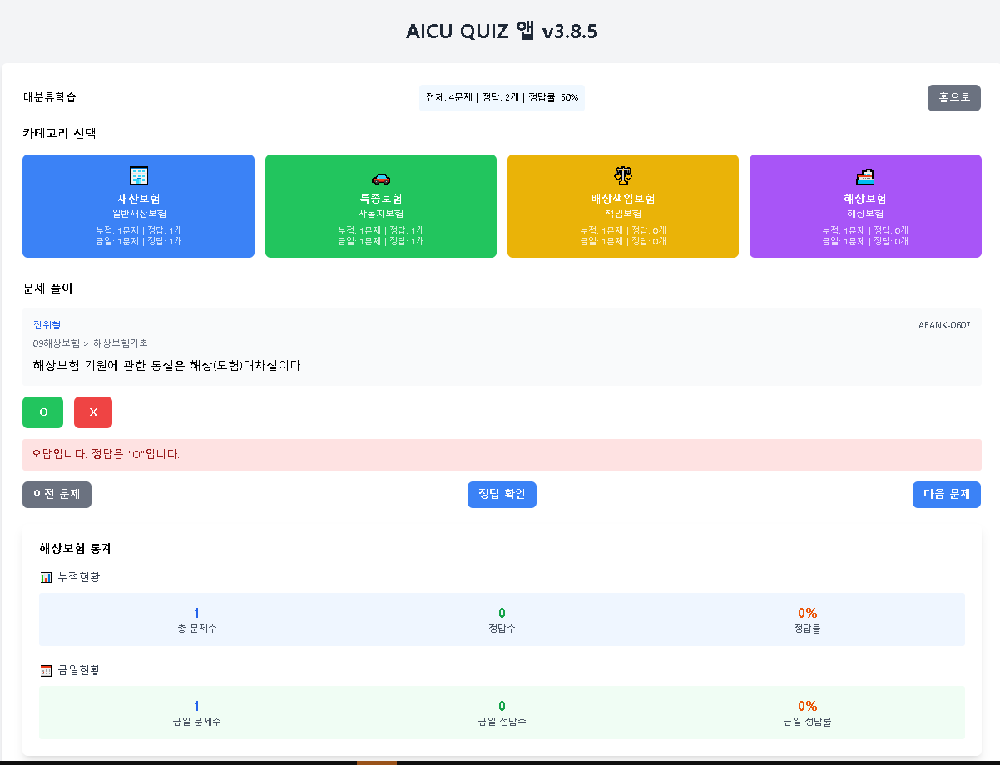 AICU QUIZ 앱 v3.8.5
대분류학습
전체: 4문제 | 정답: 2개 | 정답률: 50%
홈으로
카테고리 선택
재산보험
일반재산보험
누적: 1문제 | 정답: 1개
금일: 1문제 | 정답: 1개
특종보험
자동차보험
누적: 1문제 | 정답: 1개
금일: 1문제 | 정답: 1개
배상책임보험
책임보험
누적: 1문제 | 정답: 0개
금일: 1문제 | 정답: 0개
해상보험
해상보험
누적: 1문제 | 정답: 0개
금일: 1문제 | 정답: 0개
문제 풀이
진위형
ABANK-0607
09해상보험 > 해상보험기초
해상보험 기원에 관한 통설은 해상(모험)대차설이다
O
X
오답입니다. 정답은 "O"입니다.
이전 문제
정답 확인
다음 문제
해상보험 통계
누적현황
1
총 문제수
0
정답수
0%
정답률
금일현황
1
금일 문제수
0
금일 정답수
0%
금일 정답률